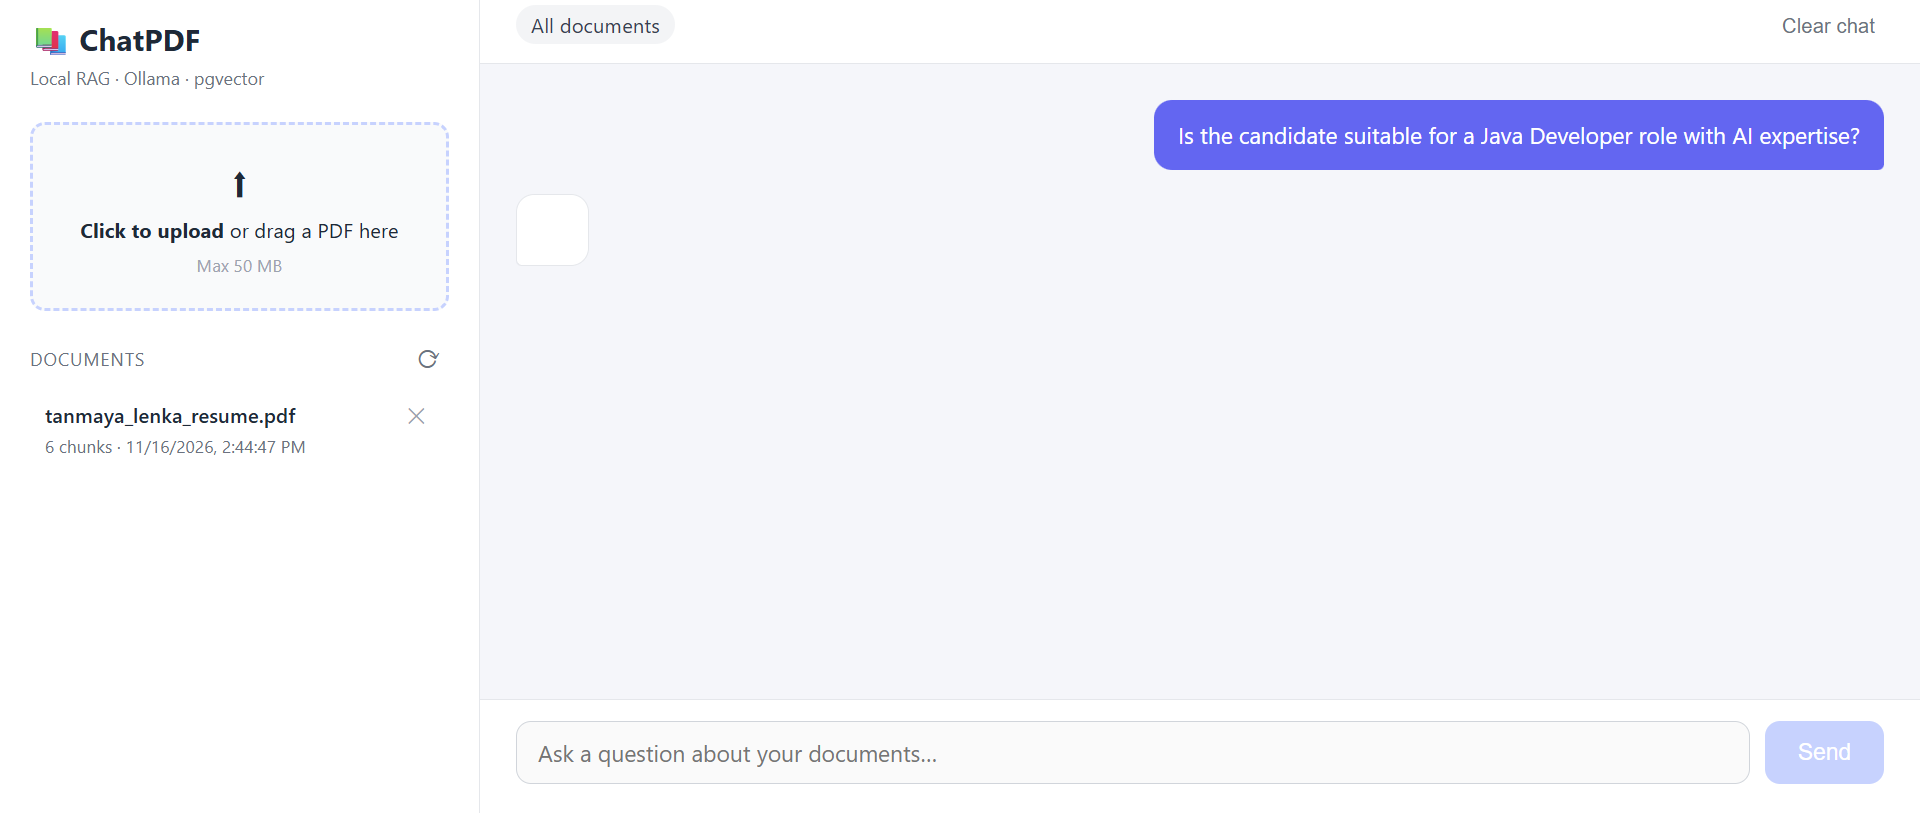 ChatPDF
Local RAG · Ollama · pgvector
Click to upload or drag a PDF here
Max 50 MB
DOCUMENTS
tanmaya_lenka_resume.pdf
6 chunks · 11/16/2026, 2:44:47 PM
All documents
Clear chat
Is the candidate suitable for a Java Developer role with AI expertise?
Ask a question about your documents...
Send